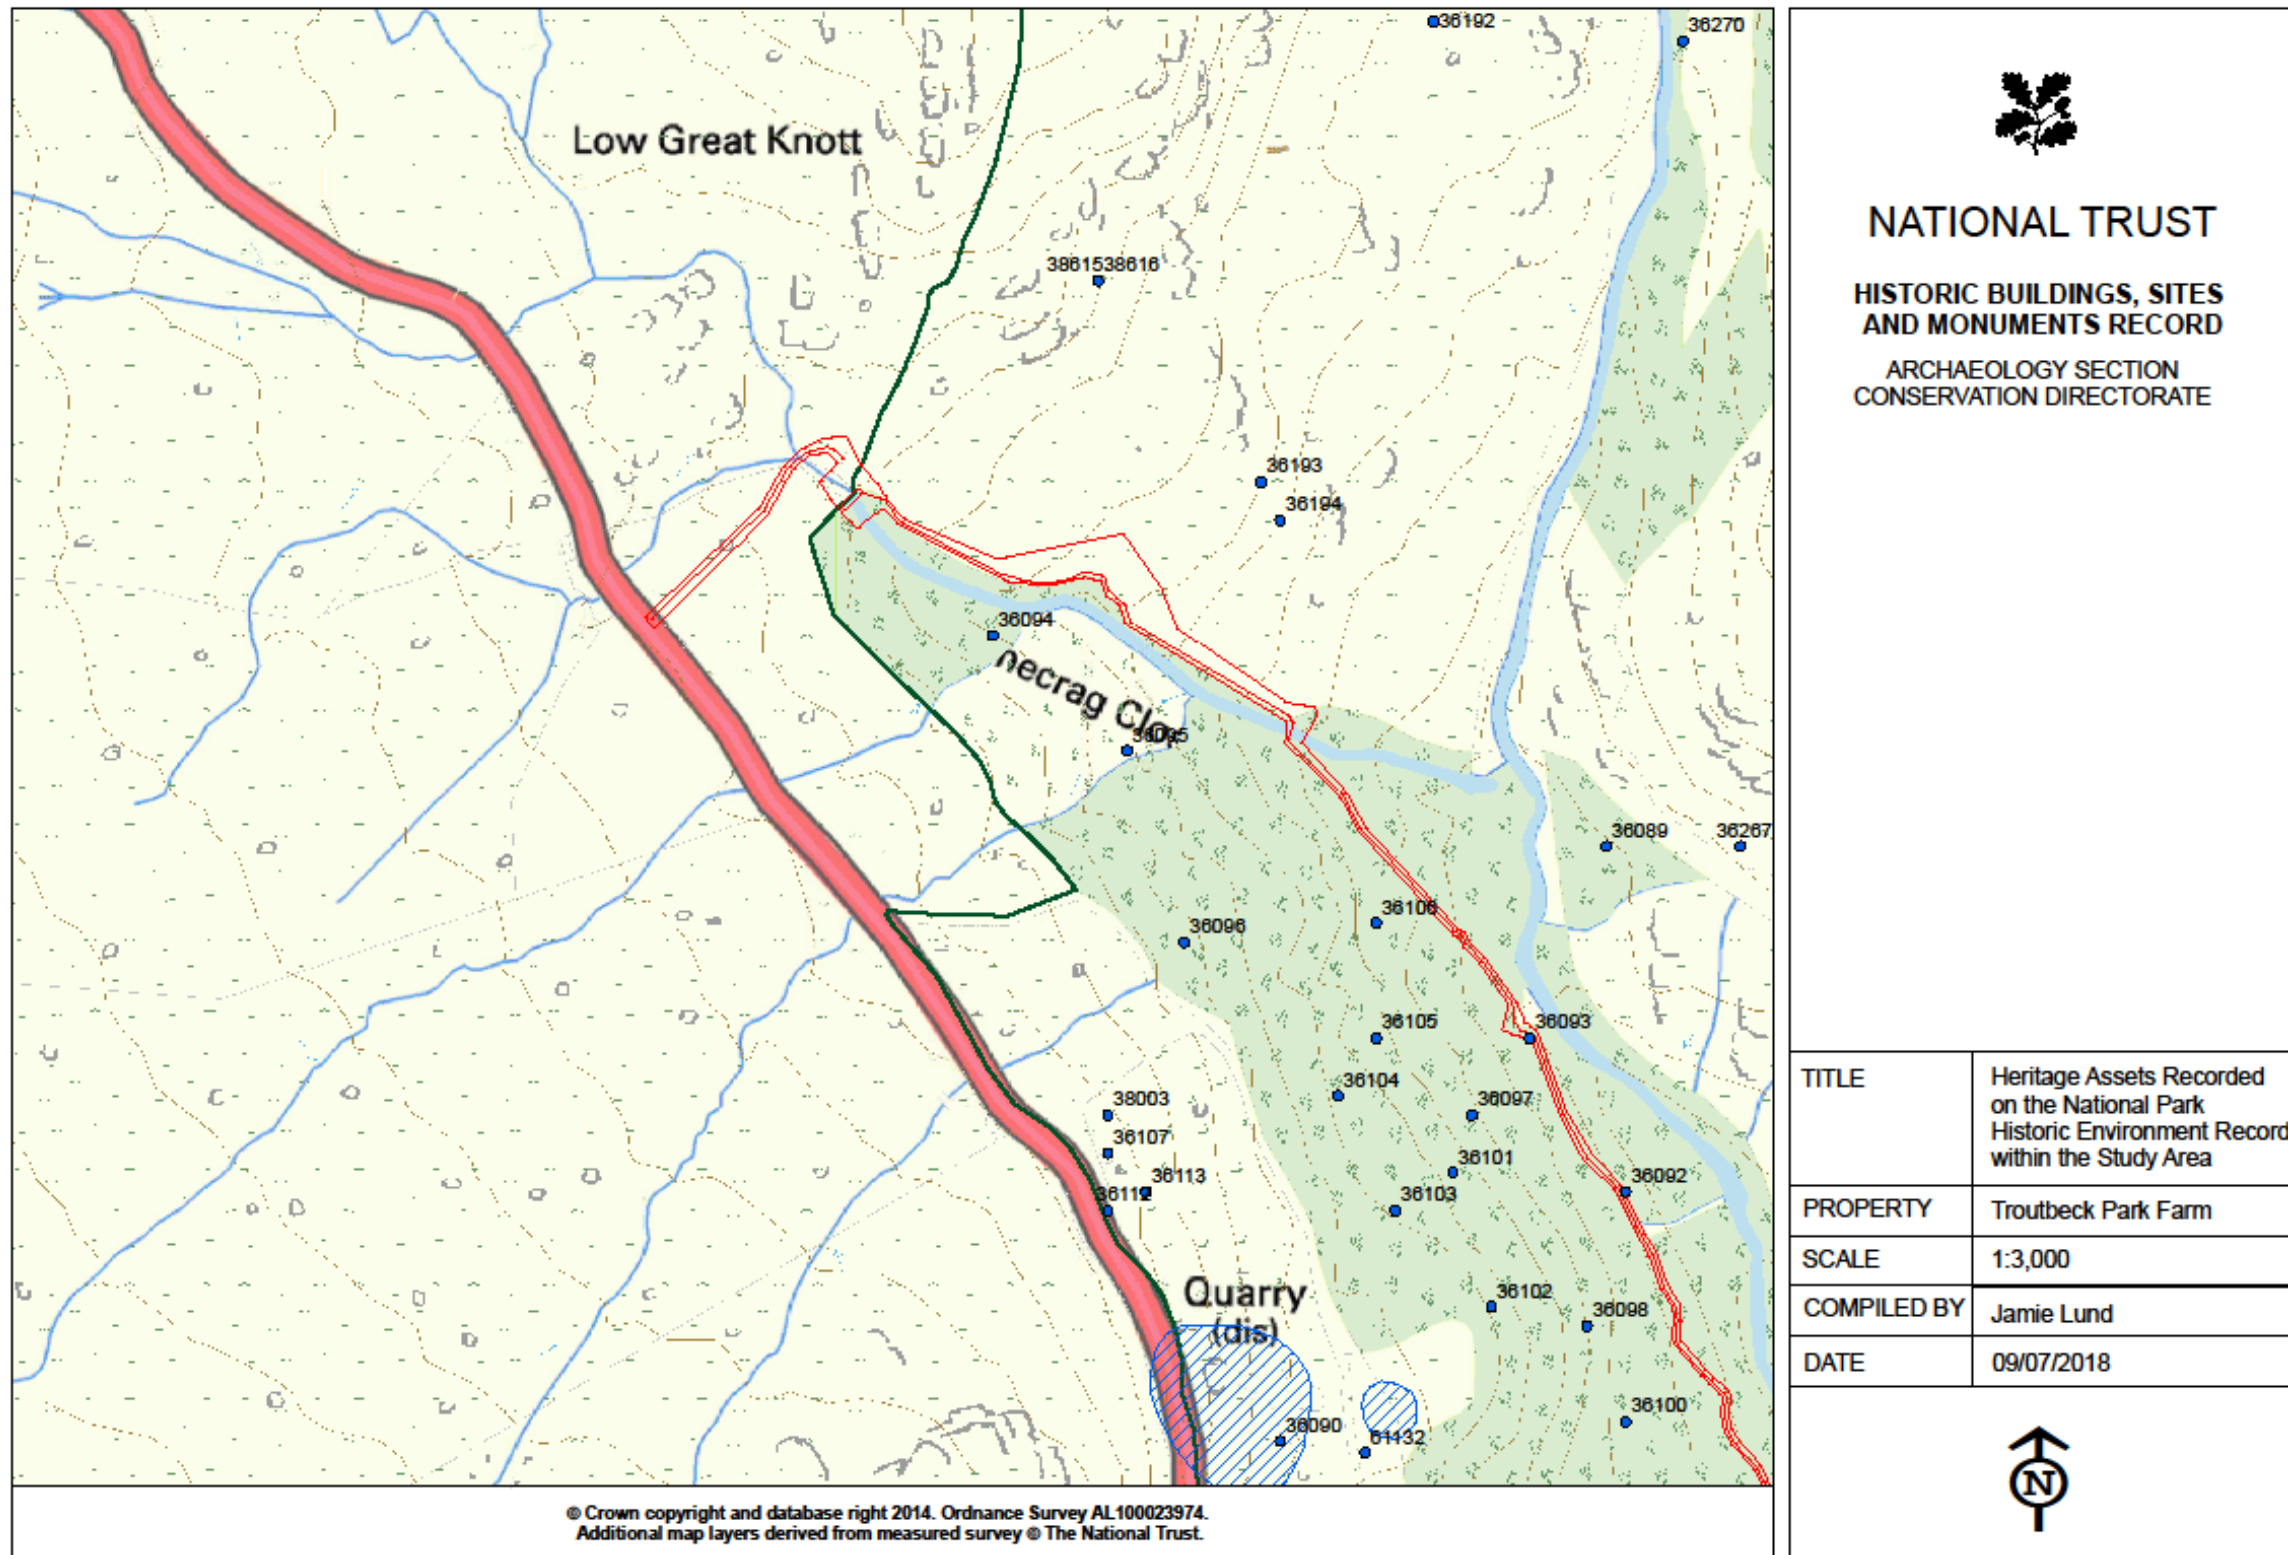 36192
36270
Low Great Knott
3861538616
36193
36194
36094
necrag Clo
36089
36267
36106
36096
36105
36093
36104
36097
38003
36107
36101
36092
36113
36103
36112
Quarry
(dis)
36102
36098
36100
36090
61132
© Crown copyright and database right 2014. Ordnance Survey AL100023974.
Additional map layers derived from measured survey © The National Trust.
NATIONAL TRUST
HISTORIC BUILDINGS, SITES
AND MONUMENTS RECORD
ARCHAEOLOGY SECTION
CONSERVATION DIRECTORATE
TITLE
Heritage Assets Recorded
on the National Park
Historic Environment Record
within the Study Area
PROPERTY
Troutbeck Park Farm
SCALE
1:3,000
COMPILED BY
Jamie Lund
DATE
09/07/2018
N